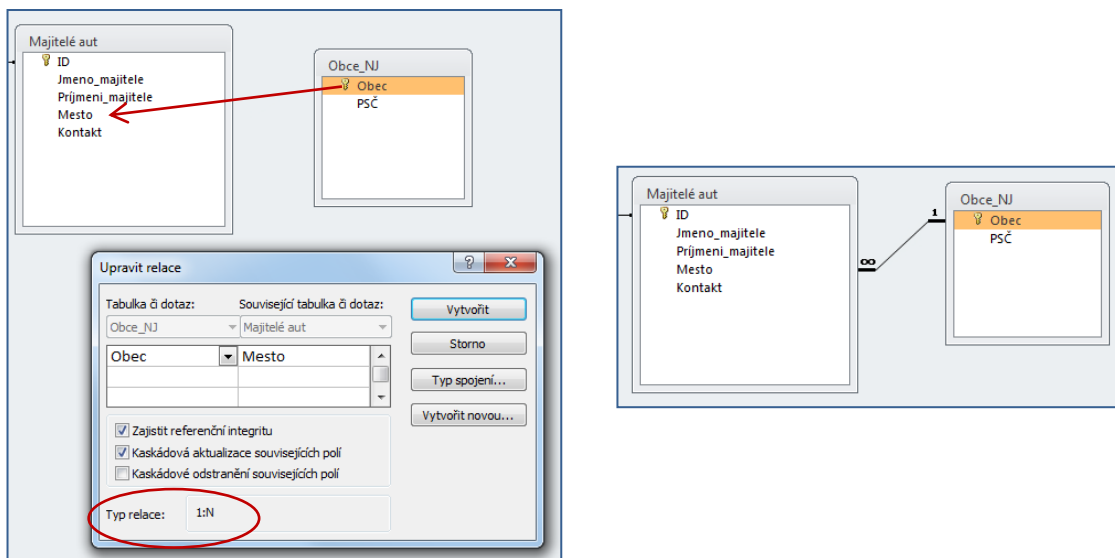 Majitelé aut
ID
Jmeno_majitele
Príjmeni_majitele
Mesto
Kontakt
Obce_NJ
Obec
PSČ
Upravit relace
Tabulka či dotaz:
Související tabulka či dotaz:
Obce_NJ
Majitelé aut
Obec
Mesto
Zajistit referenční integritu
Kaskádová aktualizace souvisejících polí
Kaskádové odstranění souvisejících polí
Typ relace:
1:N
Vytvořit
Storno
Typ spojení...
Vytvořit novou...
Majitelé aut
ID
Jmeno_majitele
Príjmeni_majitele
Mesto
Kontakt
∞
1
Obce_NJ
Obec
PSČ